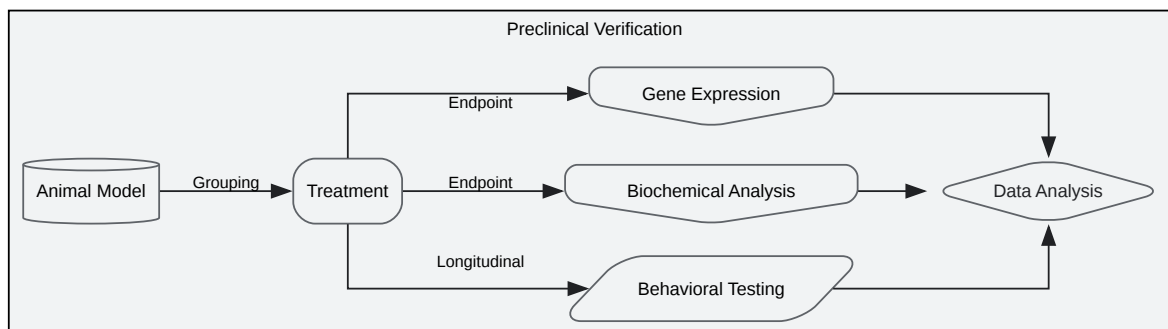 Preclinical Verification
Endpoint
Gene Expression
Animal Model
Grouping
Treatment
Endpoint
Biochemical Analysis
Data Analysis
Longitudinal
Behavioral Testing